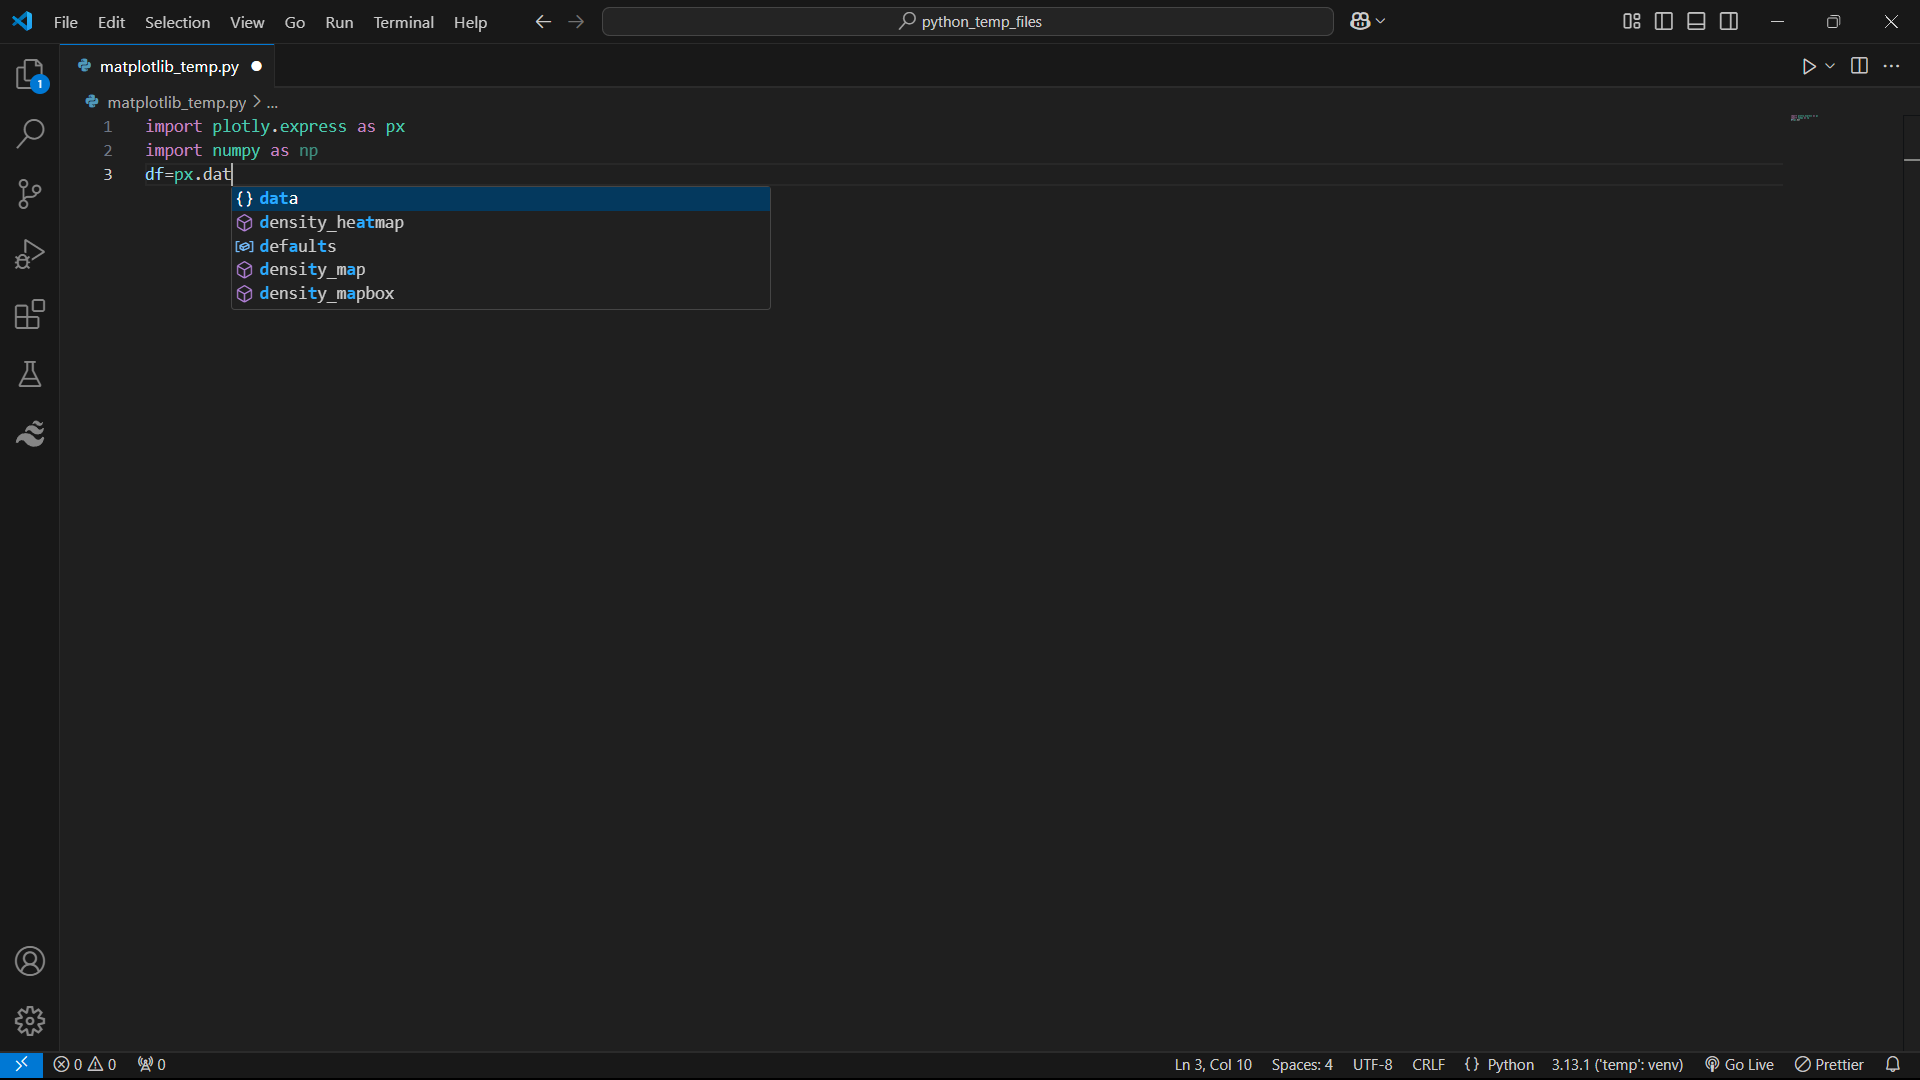 File Edit Selection View Go Run Terminal Help python_temp_files
matplotlib_temp.py
1
matplotlib_temp.py > ...
1 import plotly.express as px
2 import numpy as np
3 df=px.dat
{} data
density_heatmap
defaults
density_map
density_mapbox
0 0 0 Ln 3, Col 10 Spaces: 4 UTF-8 CRLF {} Python 3.13.1 ('temp': venv) Go Live Prettier